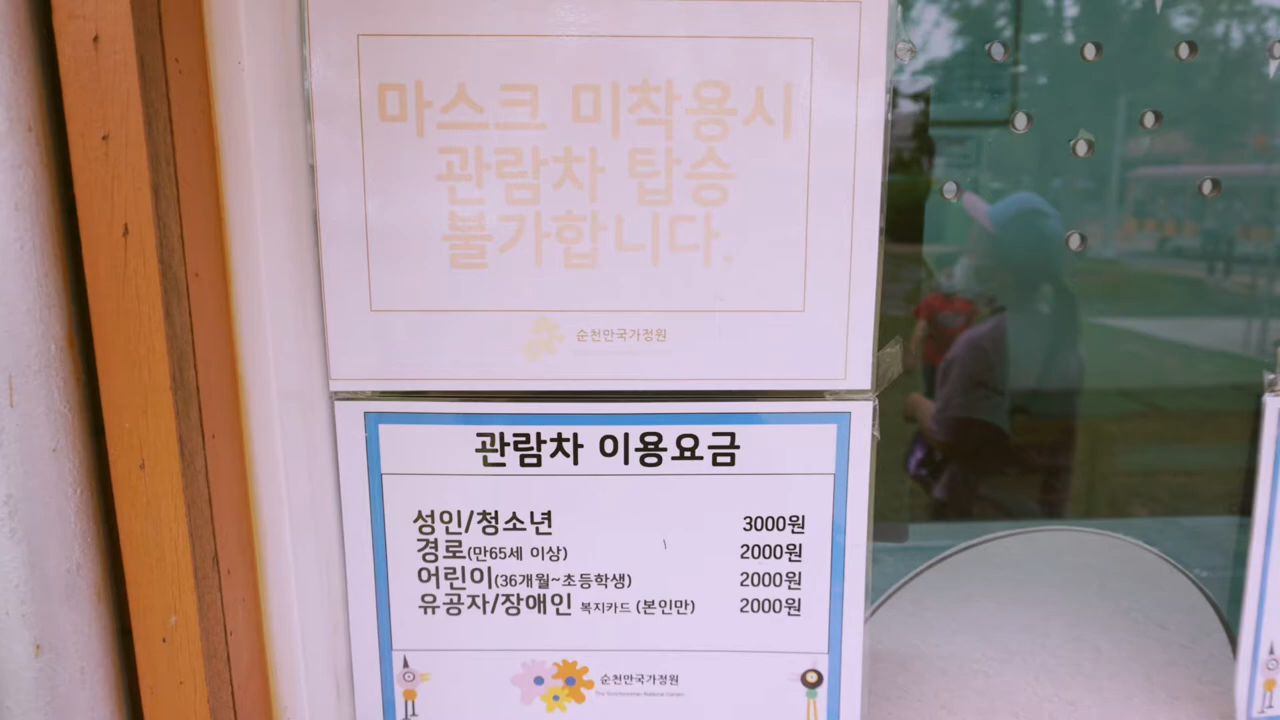 마스크 미착용시
관람차 탑승
불가합니다.
순천만국가정원
관람차 이용요금
성인/청소년 3000원
경로(만65세 이상) 2000원
어린이(36개월~초등학생) 2000원
유공자/장애인 복지카드 (본인만) 2000원
순천만국가정원